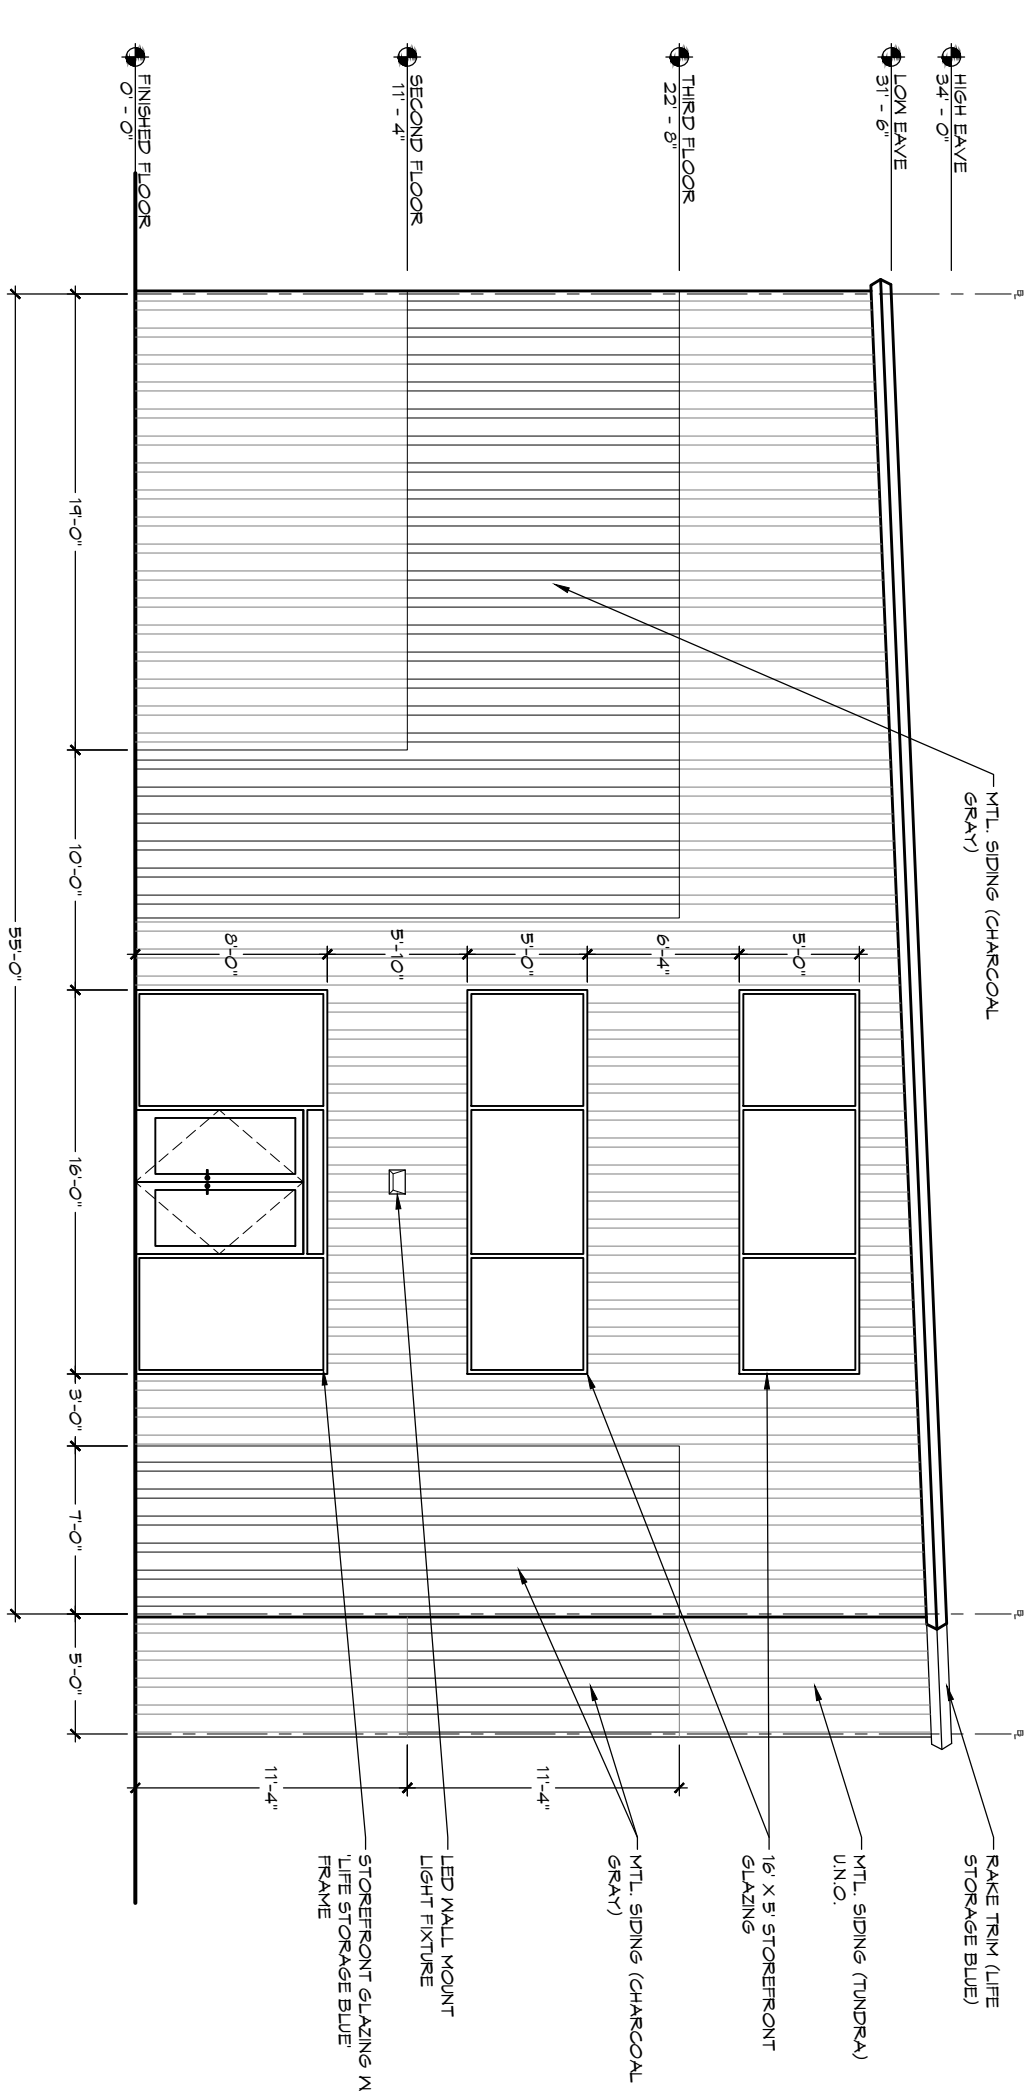 HIGH EAVE
34' - 0"
LOW EAVE
31' - 6"
THIRD FLOOR
22' - 8"
SECOND FLOOR
11' - 4"
FINISHED FLOOR
0' - 0"
MTL. SIDING (CHARCOAL
GRAY)
RAKE TRIM (LIFE
STORAGE BLUE)
MTL. SIDING (TUNDRA)
U.N.O.
16' X 5' STOREFRONT
GLAZING
MTL. SIDING (CHARCOAL
GRAY)
LED WALL MOUNT
LIGHT FIXTURE
STOREFRONT GLAZING W
'LIFE STORAGE BLUE'
FRAME
5'-0"
6'-4"
5'-0"
5'-10"
8'-0"
11'-4"
11'-4"
19'-0"
10'-0"
16'-0"
3'-0"
7'-0"
5'-0"
55'-0"